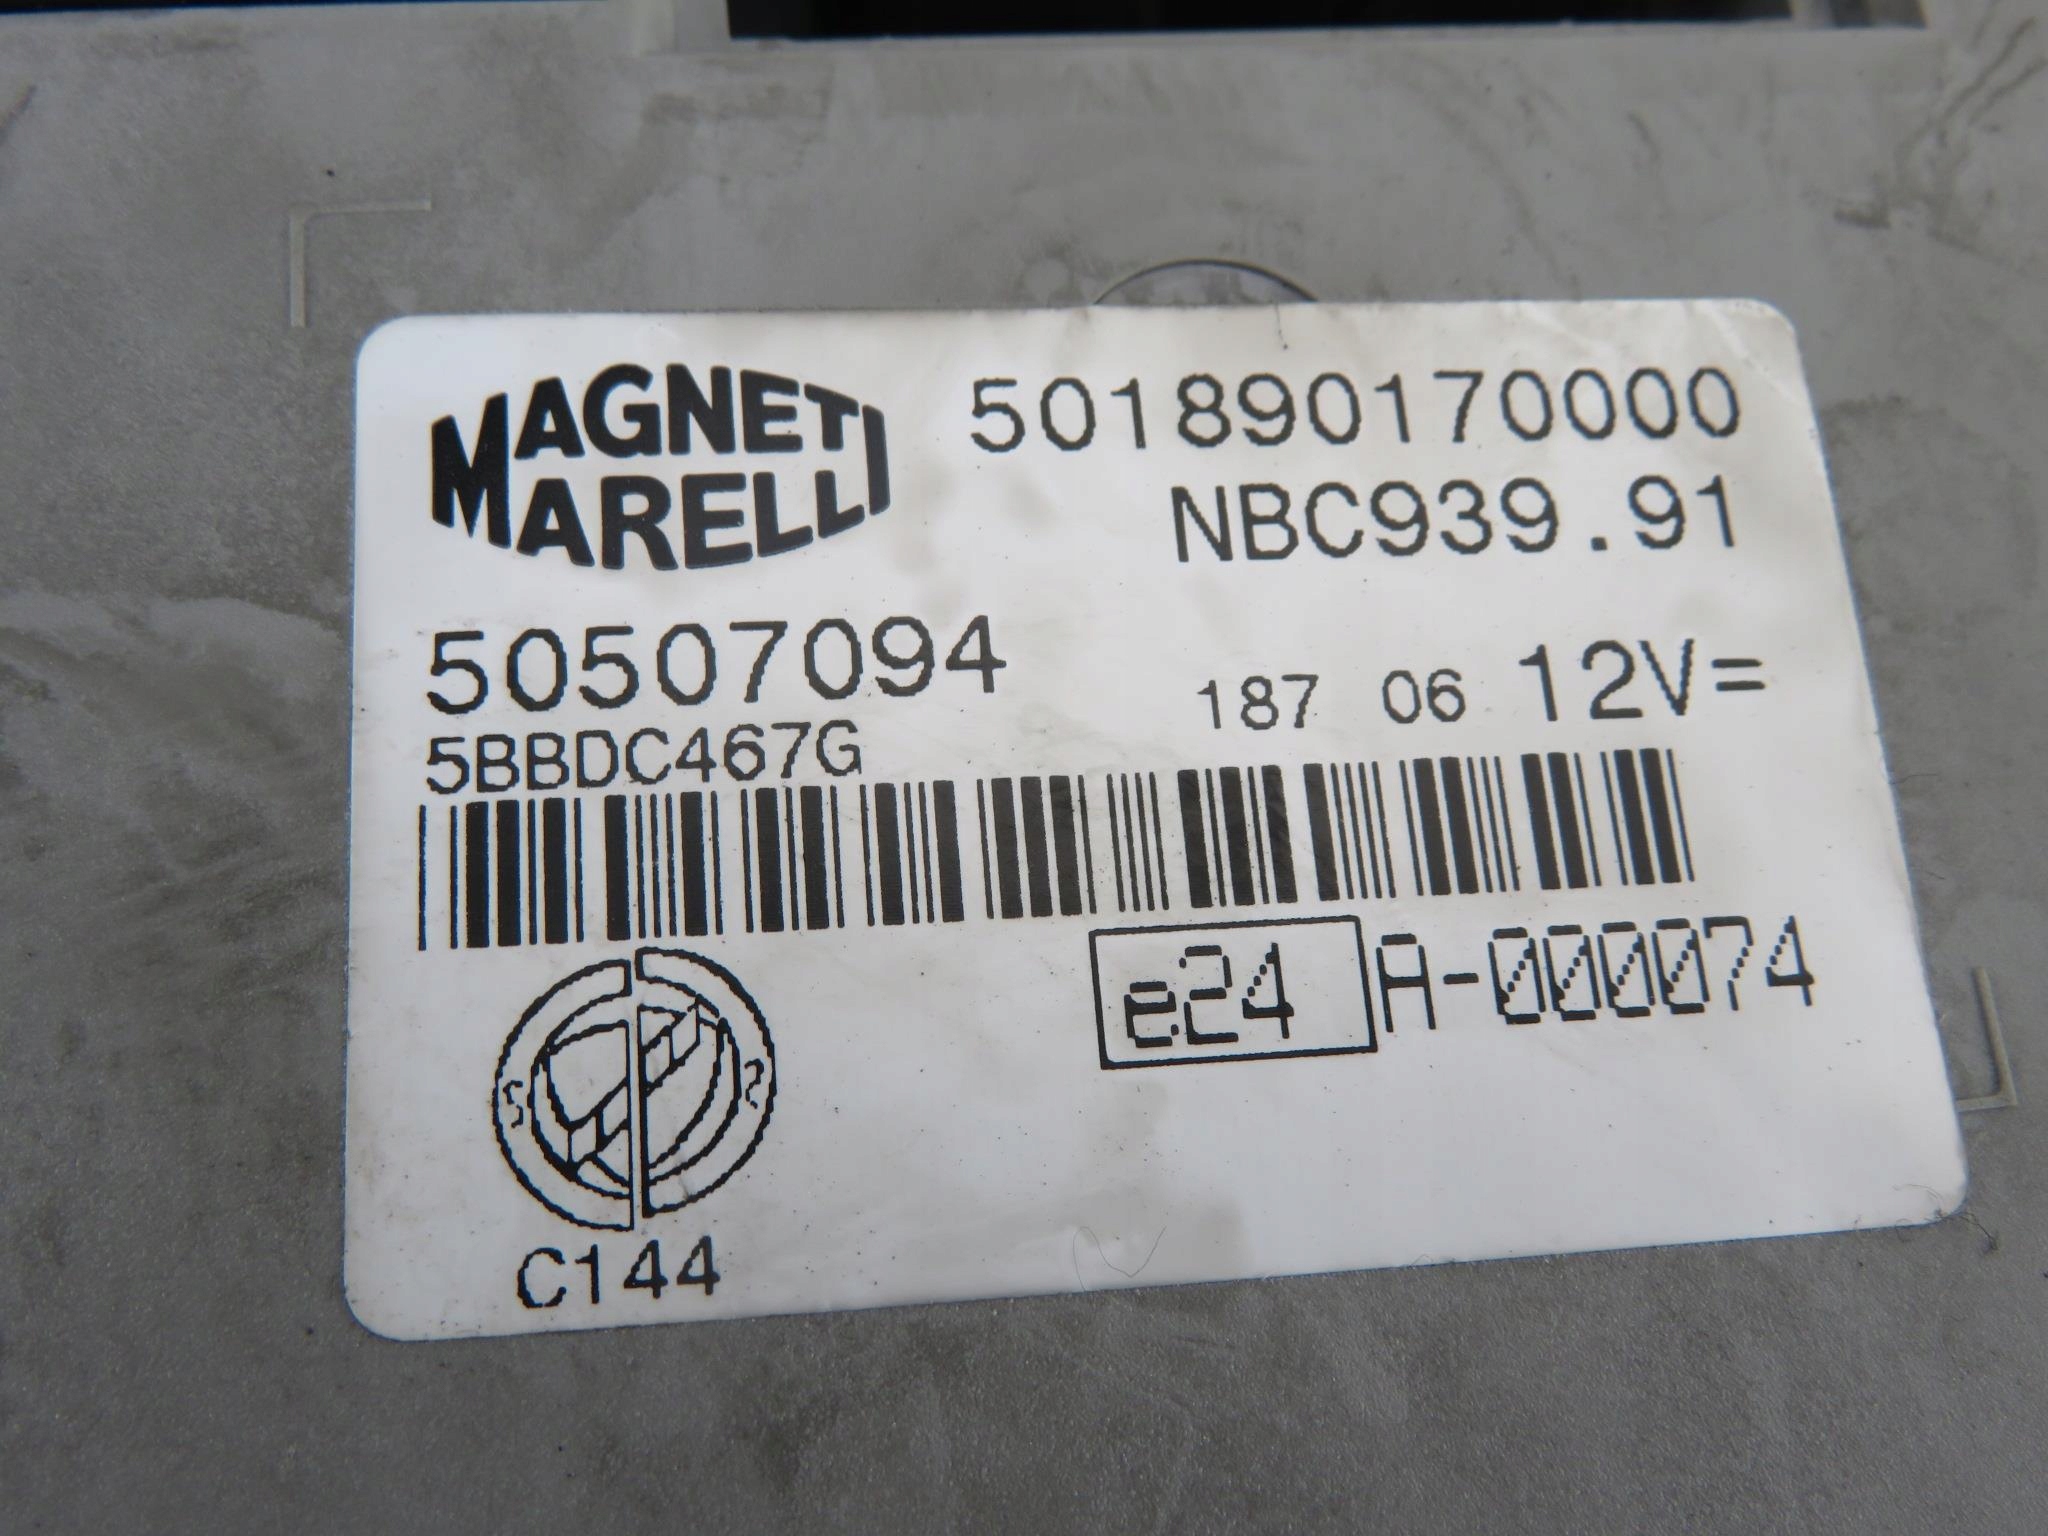 MAGNETI
MARELLI
501890170000
NBC939.91
50507094
187 06 12V=
5BBDC467G
e24 A-000074
C144